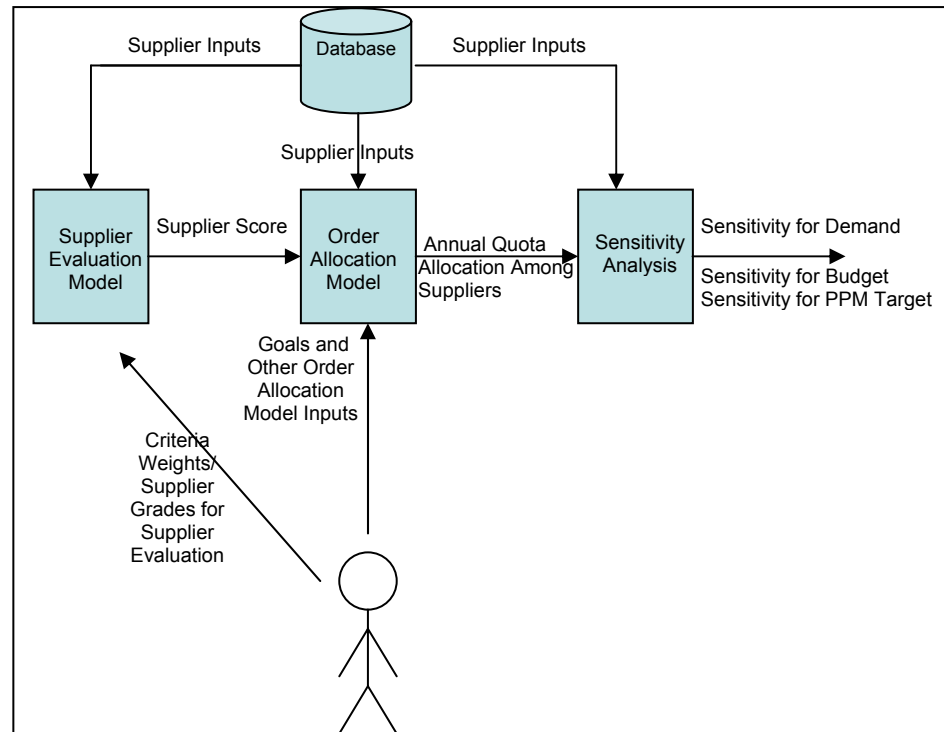 Supplier Inputs
Database
Supplier Inputs
Supplier Inputs
Supplier
Evaluation
Model
Supplier Score
Order
Allocation
Model
Annual Quota
Allocation Among
Suppliers
Sensitivity
Analysis
Sensitivity for Demand
Sensitivity for Budget
Sensitivity for PPM Target
Goals and
Other Order
Allocation
Model Inputs
Criteria
Weights/
Supplier
Grades for
Supplier
Evaluation